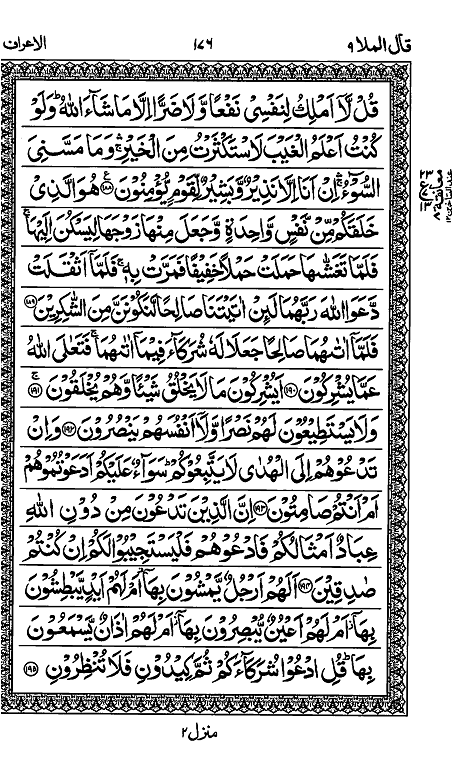 قال الملا ٩ ١٧٦ الاعراف
قُلْ لَّاۤ اَمْلِكُ لِنَفْسِیْ نَفْعًا وَّلَا ضَرًّا اِلَّا مَا شَآءَ اللّٰهُ ؕ وَلَوْ
كُنْتُ اَعْلَمُ الْغَیْبَ لَاسْتَكْثَرْتُ مِنَ الْخَیْرِ ۛۚ وَمَا مَسَّنِیَ
السُّوْٓءُ ۛۚ اِنْ اَنَا اِلَّا نَذِیْرٌ وَّبَشِیْرٌ لِّقَوْمٍ یُّؤْمِنُوْنَ ﴿۱۸۸﴾ هُوَ الَّذِیْ
خَلَقَكُمْ مِّنْ نَّفْسٍ وَّاحِدَةٍ وَّجَعَلَ مِنْهَا زَوْجَهَا لِیَسْكُنَ اِلَیْهَا ۚ
فَلَمَّا تَغَشّٰىهَا حَمَلَتْ حَمْلًا خَفِیْفًا فَمَرَّتْ بِهٖ ۚ فَلَمَّاۤ اَثْقَلَتْ
دَّعَوَا اللّٰهَ رَبَّهُمَا لَىِٕنْ اٰتَیْتَنَا صَالِحًا لَّنَكُوْنَنَّ مِنَ الشّٰكِرِیْنَ ﴿۱۸۹﴾
فَلَمَّاۤ اٰتٰىهُمَا صَالِحًا جَعَلَا لَهٗ شُرَكَآءَ فِیْمَاۤ اٰتٰىهُمَا ۚ فَتَعٰلَی اللّٰهُ
عَمَّا یُشْرِكُوْنَ ﴿۱۹۰﴾ اَیُشْرِكُوْنَ مَا لَا یَخْلُقُ شَیْـًٔا وَّهُمْ یُخْلَقُوْنَ ﴿۱۹۱﴾
وَلَا یَسْتَطِیْعُوْنَ لَهُمْ نَصْرًا وَّلَاۤ اَنْفُسَهُمْ یَنْصُرُوْنَ ﴿۱۹۲﴾ وَاِنْ
تَدْعُوْهُمْ اِلَی الْهُدٰی لَا یَتَّبِعُوْكُمْ ؕ سَوَآءٌ عَلَیْكُمْ اَدَعَوْتُمُوْهُمْ
اَمْ اَنْتُمْ صَامِتُوْنَ ﴿۱۹۳﴾ اِنَّ الَّذِیْنَ تَدْعُوْنَ مِنْ دُوْنِ اللّٰهِ
عِبَادٌ اَمْثَالُكُمْ فَادْعُوْهُمْ فَلْیَسْتَجِیْبُوْا لَكُمْ اِنْ كُنْتُمْ
صٰدِقِیْنَ ﴿۱۹۴﴾ اَلَهُمْ اَرْجُلٌ یَّمْشُوْنَ بِهَاۤ ؗ اَمْ لَهُمْ اَیْدٍ یَّبْطِشُوْنَ
بِهَاۤ ؗ اَمْ لَهُمْ اَعْیُنٌ یُّبْصِرُوْنَ بِهَاۤ ؗ اَمْ لَهُمْ اٰذَانٌ یَّسْمَعُوْنَ
بِهَا ؕ قُلِ ادْعُوْا شُرَكَآءَكُمْ ثُمَّ كِیْدُوْنِ فَلَا تُنْظِرُوْنِ ﴿۱۹۵﴾
منزل ۲